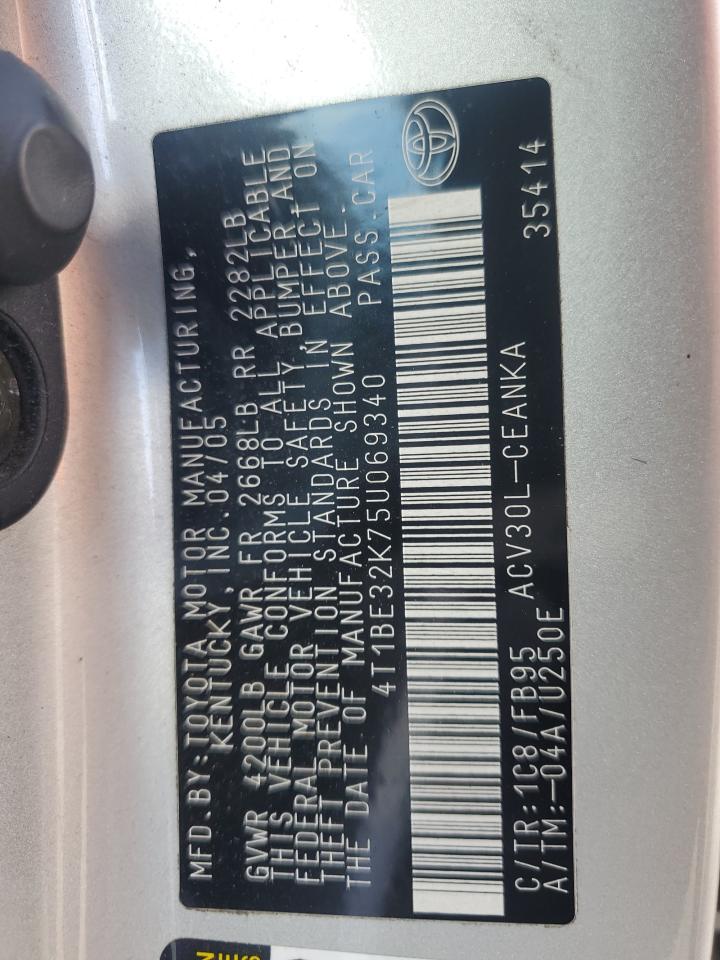 MFD.BY:TOYOTA MOTOR MANUFACTURING,
KENTUCKY, INC.04/05
GVWR 4200LB GAWR FR 2668LB RR 2282LB
THIS VEHICLE CONFORMS TO ALL APPLICABLE
FEDERAL MOTOR VEHICLE SAFETY, BUMPER AND
THEFT PREVENTION STANDARDS IN EFFECT ON
THE DATE OF MANUFACTURE SHOWN ABOVE.
4T1BE32K75U069340 PASS.CAR
C/TR:1C8/FB95 ACV30L-CEANKA
A/TM:-04A/U250E 35414